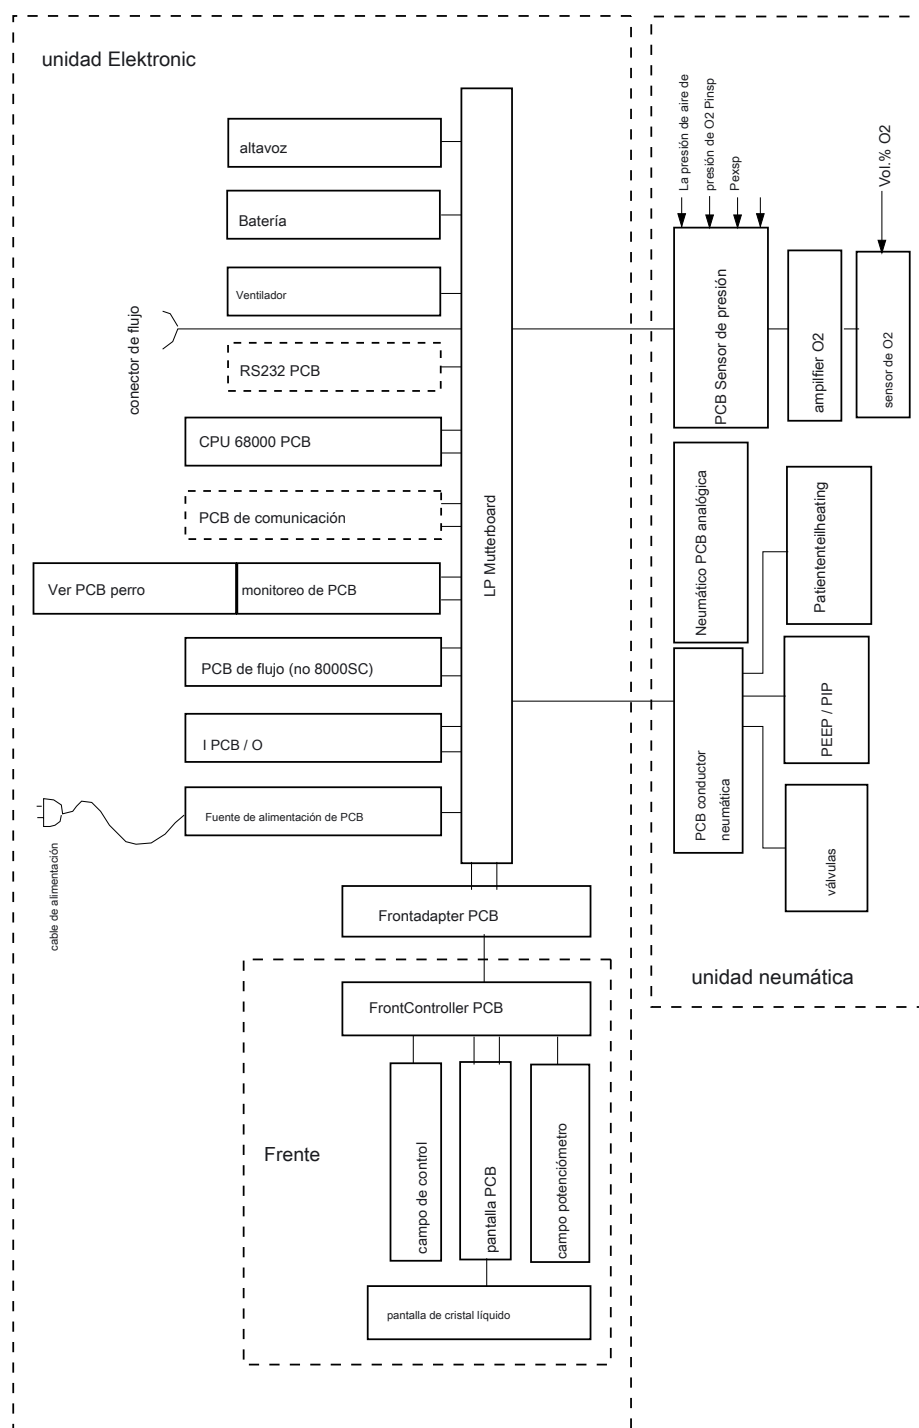 unidad Elektronic
altavoz
Batería
Ventilador
conector de flujo
RS232 PCB
CPU 68000 PCB
PCB de comunicación
Ver PCB perro
monitoreo de PCB
PCB de flujo (no 8000SC)
I PCB / O
Fuente de alimentación de PCB
cable de alimentación
LP Mutterboard
Frontadapter PCB
FrontController PCB
Frente
campo de control
pantalla PCB
campo potenciómetro
pantalla de cristal líquido
La presión de aire de
presión de O2 Pinsp
Pexsp
Vol.% O2
PCB Sensor de presión
ampilfier O2
sensor de O2
Neumático PCB analógica
Patiententeilheating
PCB conductor
neumática
PEEP / PIP
válvulas
unidad neumática